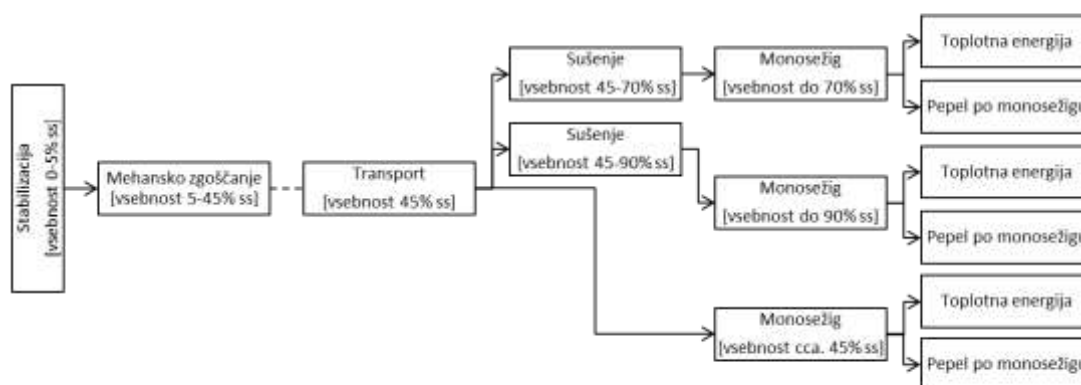 Stabilizacija
[vsebnost 0-5% ss]
Mehansko zgoščanje
[vsebnost 5-45% ss]
Transport
[vsebnost 45% ss]
Sušenje
[vsebnost 45-70% ss]
Monosežig
[vsebnost do 70% ss]
Toplotna energija
Pepel po monosežigu
Sušenje
[vsebnost 45-90% ss]
Monosežig
[vsebnost do 90% ss]
Toplotna energija
Pepel po monosežigu
Monosežig
[vsebnost cca. 45% ss]
Toplotna energija
Pepel po monosežigu